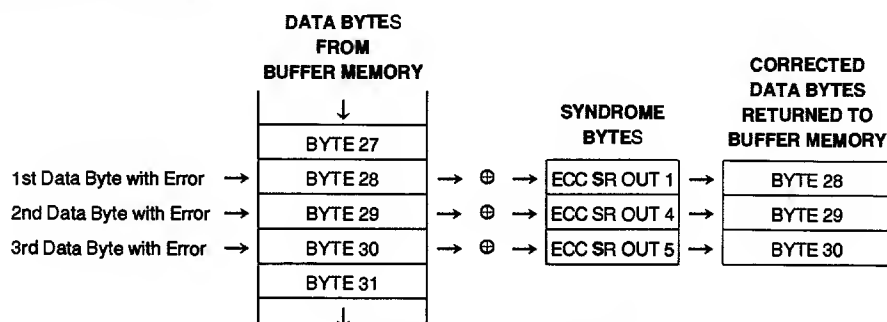 DATA BYTES
FROM
BUFFER MEMORY
SYNDROME
BYTES
CORRECTED
DATA BYTES
RETURNED TO
BUFFER MEMORY
↓
BYTE 27
1st Data Byte with Error → BYTE 28 → ⊕ → ECC SR OUT 1 → BYTE 28
2nd Data Byte with Error → BYTE 29 → ⊕ → ECC SR OUT 4 → BYTE 29
3rd Data Byte with Error → BYTE 30 → ⊕ → ECC SR OUT 5 → BYTE 30
BYTE 31
↓